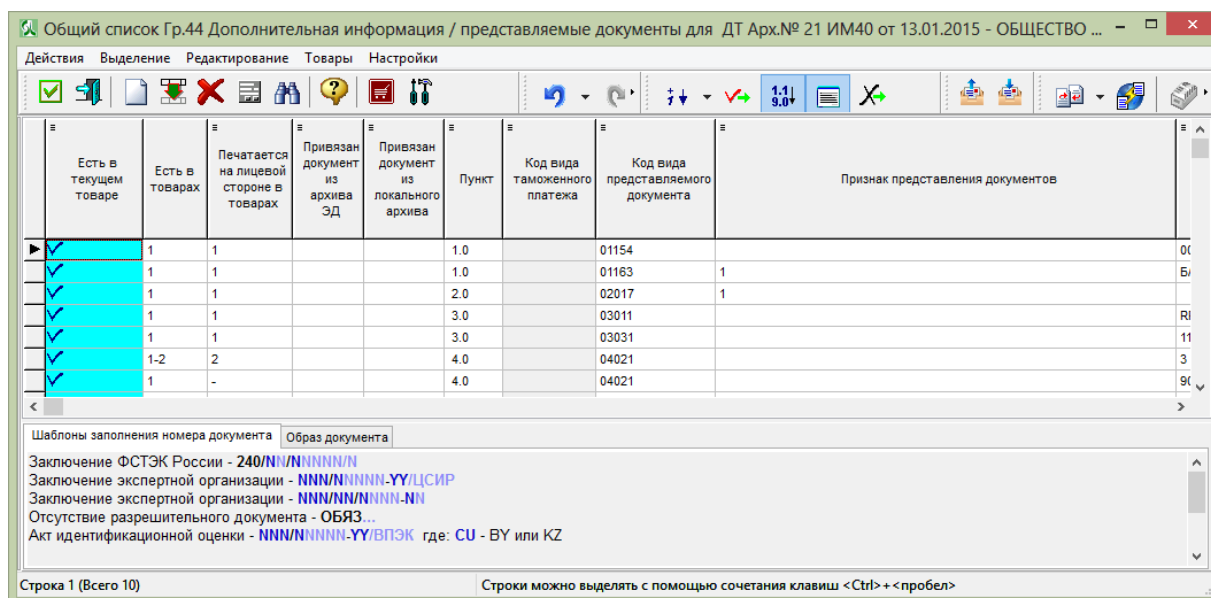 Общий список Гр.44 Дополнительная информация / представляемые документы для ДТ Арх.№ 21 ИМ40 от 13.01.2015 - ОБЩЕСТВО ...
Действия Выделение Редактирование Товары Настройки
Есть в текущем товаре
Есть в товарах
Печатается на лицевой стороне в товарах
Привязан документ из архива ЭД
Привязан документ из локального архива
Пункт
Код вида таможенного платежа
Код вида представляемого документа
Признак представления документов
1 1 1.0 01154 00
1 1 1.0 01163 1
1 1 2.0 02017 1
1 1 3.0 03011
1 1 3.0 03031 11
1-2 2 4.0 04021 3
1 - 4.0 04021 90
Шаблоны заполнения номера документа Образ документа
Заключение ФСТЭК России - 240/NN/NNNNN/N
Заключение экспертной организации - NNN/NNNNN-YY/ЦСИР
Заключение экспертной организации - NNN/NN/NNNN-NN
Отсутствие разрешительного документа - ОБЯЗ...
Акт идентификационной оценки - NNN/NNNNN-YY/ВПЭК где: CU - BY или KZ
Строка 1 (Всего 10) Строки можно выделять с помощью сочетания клавиш <Ctrl>+<пробел>